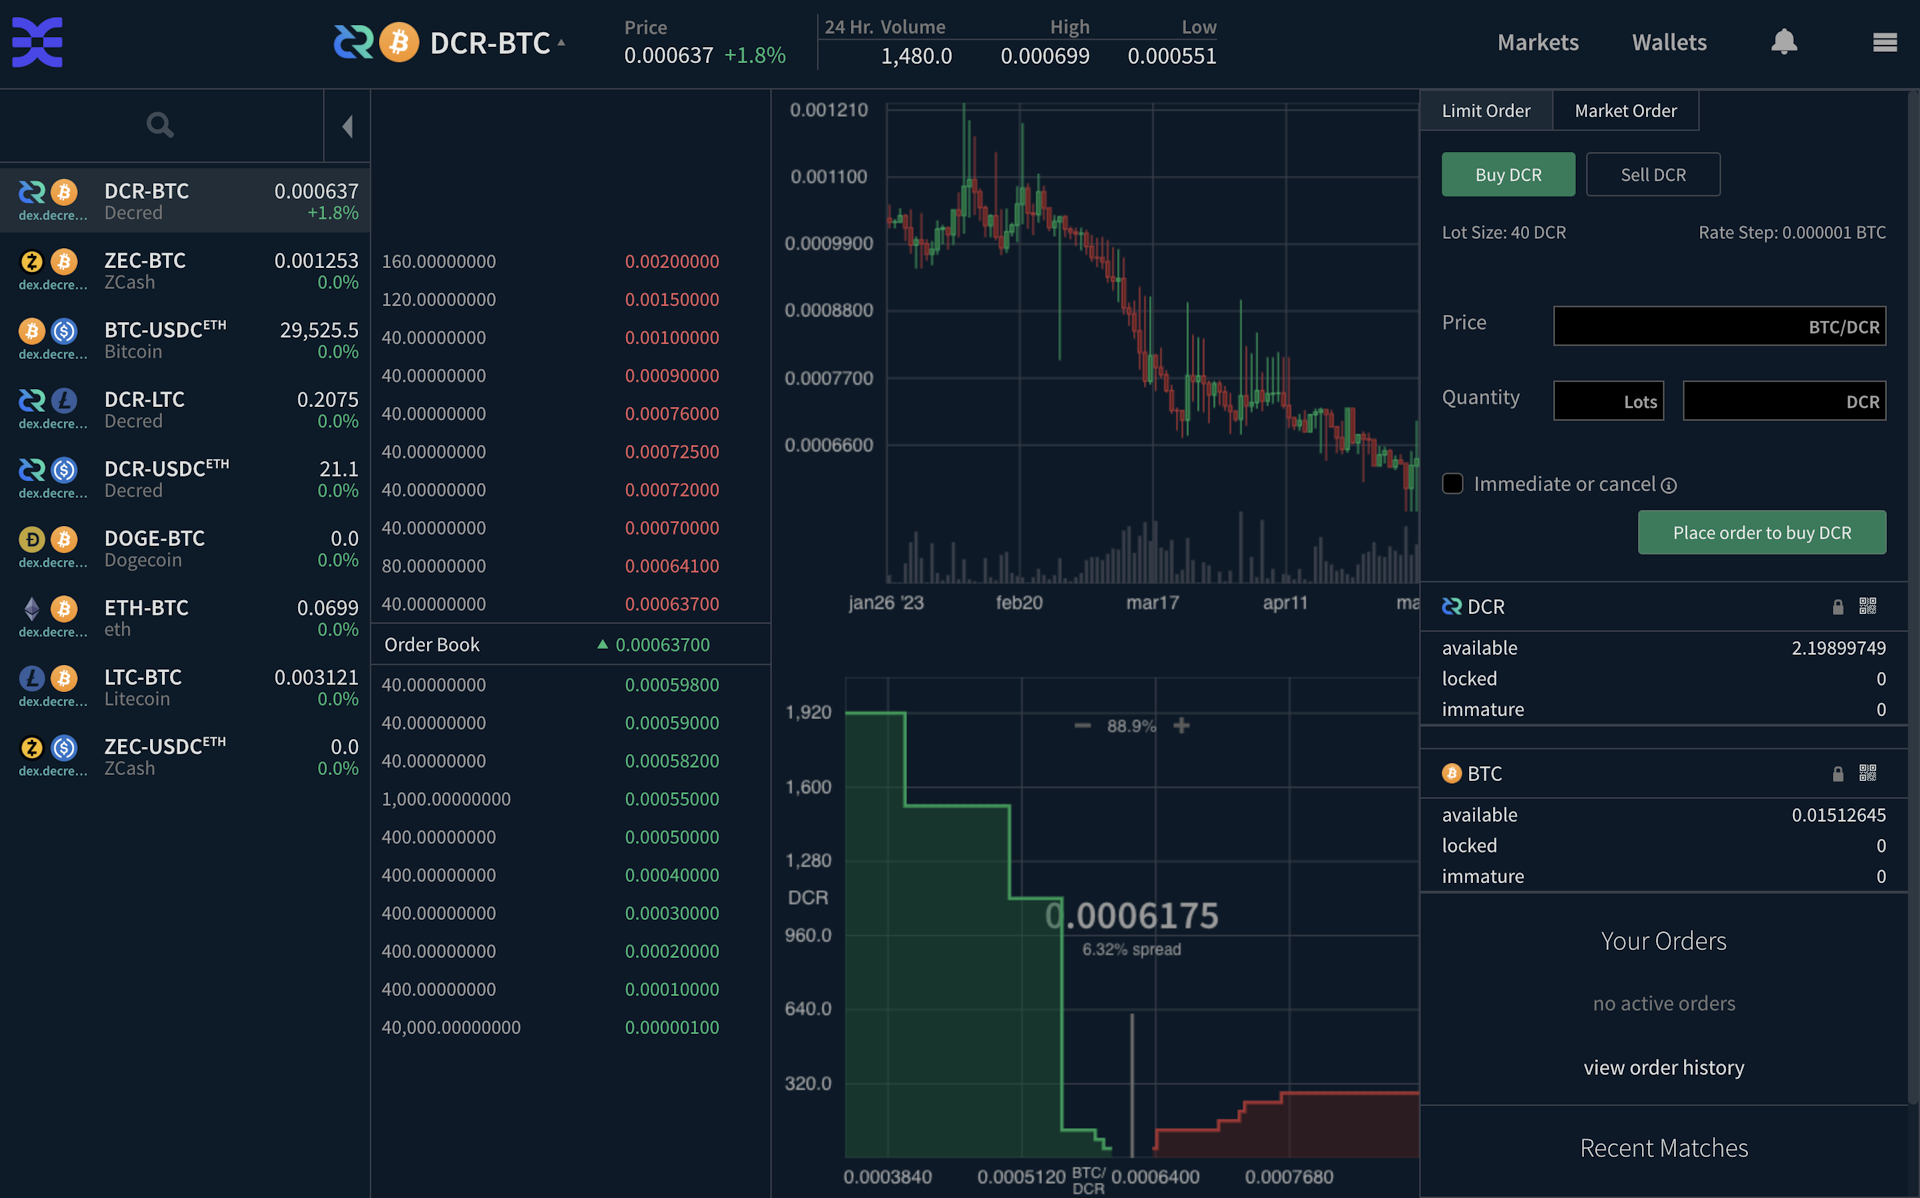 DCR-BTC
Price
0.000637 +1.8%
24 Hr. Volume High Low
1,480.0 0.000699 0.000551
Markets
Wallets
DCR-BTC 0.000637
Decred +1.8%
dex.decre...
ZEC-BTC 0.001253
ZCash 0.0%
dex.decre...
BTC-USDCETH 29,525.5
Bitcoin 0.0%
dex.decre...
DCR-LTC 0.2075
Decred 0.0%
dex.decre...
DCR-USDCETH 21.1
Decred 0.0%
dex.decre...
DOGE-BTC 0.0
Dogecoin 0.0%
dex.decre...
ETH-BTC 0.0699
eth 0.0%
dex.decre...
LTC-BTC 0.003121
Litecoin 0.0%
dex.decre...
ZEC-USDCETH 0.0
ZCash 0.0%
dex.decre...
160.00000000 0.00200000
120.00000000 0.00150000
40.00000000 0.00100000
40.00000000 0.00090000
40.00000000 0.00076000
40.00000000 0.00072500
40.00000000 0.00072000
40.00000000 0.00070000
80.00000000 0.00064100
40.00000000 0.00063700
Order Book 0.00063700
40.00000000 0.00059800
40.00000000 0.00059000
40.00000000 0.00058200
1,000.00000000 0.00055000
400.00000000 0.00050000
400.00000000 0.00040000
400.00000000 0.00030000
400.00000000 0.00020000
400.00000000 0.00010000
40,000.00000000 0.00000100
0.001210
0.001100
0.0009900
0.0008800
0.0007700
0.0006600
jan26 '23 feb20 mar17 apr11 ma
1,920
1,600
1,280
DCR
960.0
640.0
320.0
88.9%
0.0006175
6.32% spread
0.0003840 0.0005120 BTC/DCR 0.0006400 0.0007680
Limit Order Market Order
Buy DCR Sell DCR
Lot Size: 40 DCR Rate Step: 0.000001 BTC
Price BTC/DCR
Quantity Lots DCR
Immediate or cancel
Place order to buy DCR
DCR
available 2.19899749
locked 0
immature 0
BTC
available 0.01512645
locked 0
immature 0
Your Orders
no active orders
view order history
Recent Matches